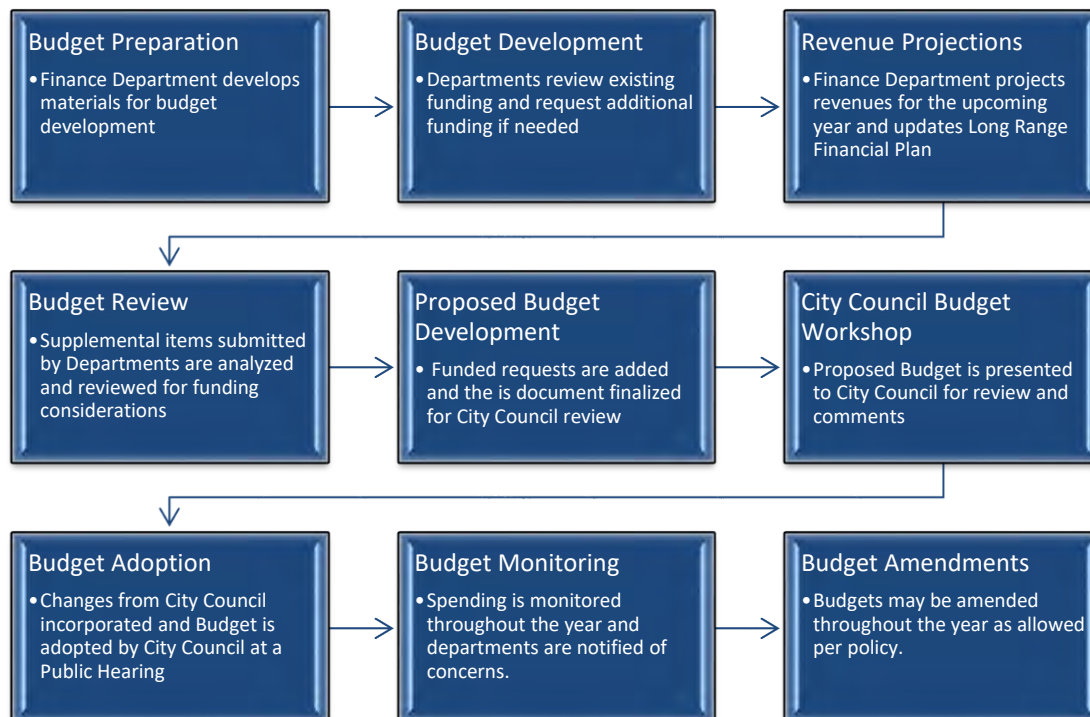 Budget Preparation
•Finance Department develops
materials for budget
development
Budget Development
•Departments review existing
funding and request additional
funding if needed
Revenue Projections
•Finance Department projects
revenues for the upcoming
year and updates Long Range
Financial Plan
Budget Review
•Supplemental items submitted
by Departments are analyzed
and reviewed for funding
considerations
Proposed Budget
Development
• Funded requests are added
and the is document finalized
for City Council review
City Council Budget
Workshop
•Proposed Budget is presented
to City Council for review and
comments
Budget Adoption
•Changes from City Council
incorporated and Budget is
adopted by City Council at a
Public Hearing
Budget Monitoring
•Spending is monitored
throughout the year and
departments are notified of
concerns.
Budget Amendments
•Budgets may be amended
throughout the year as allowed
per policy.